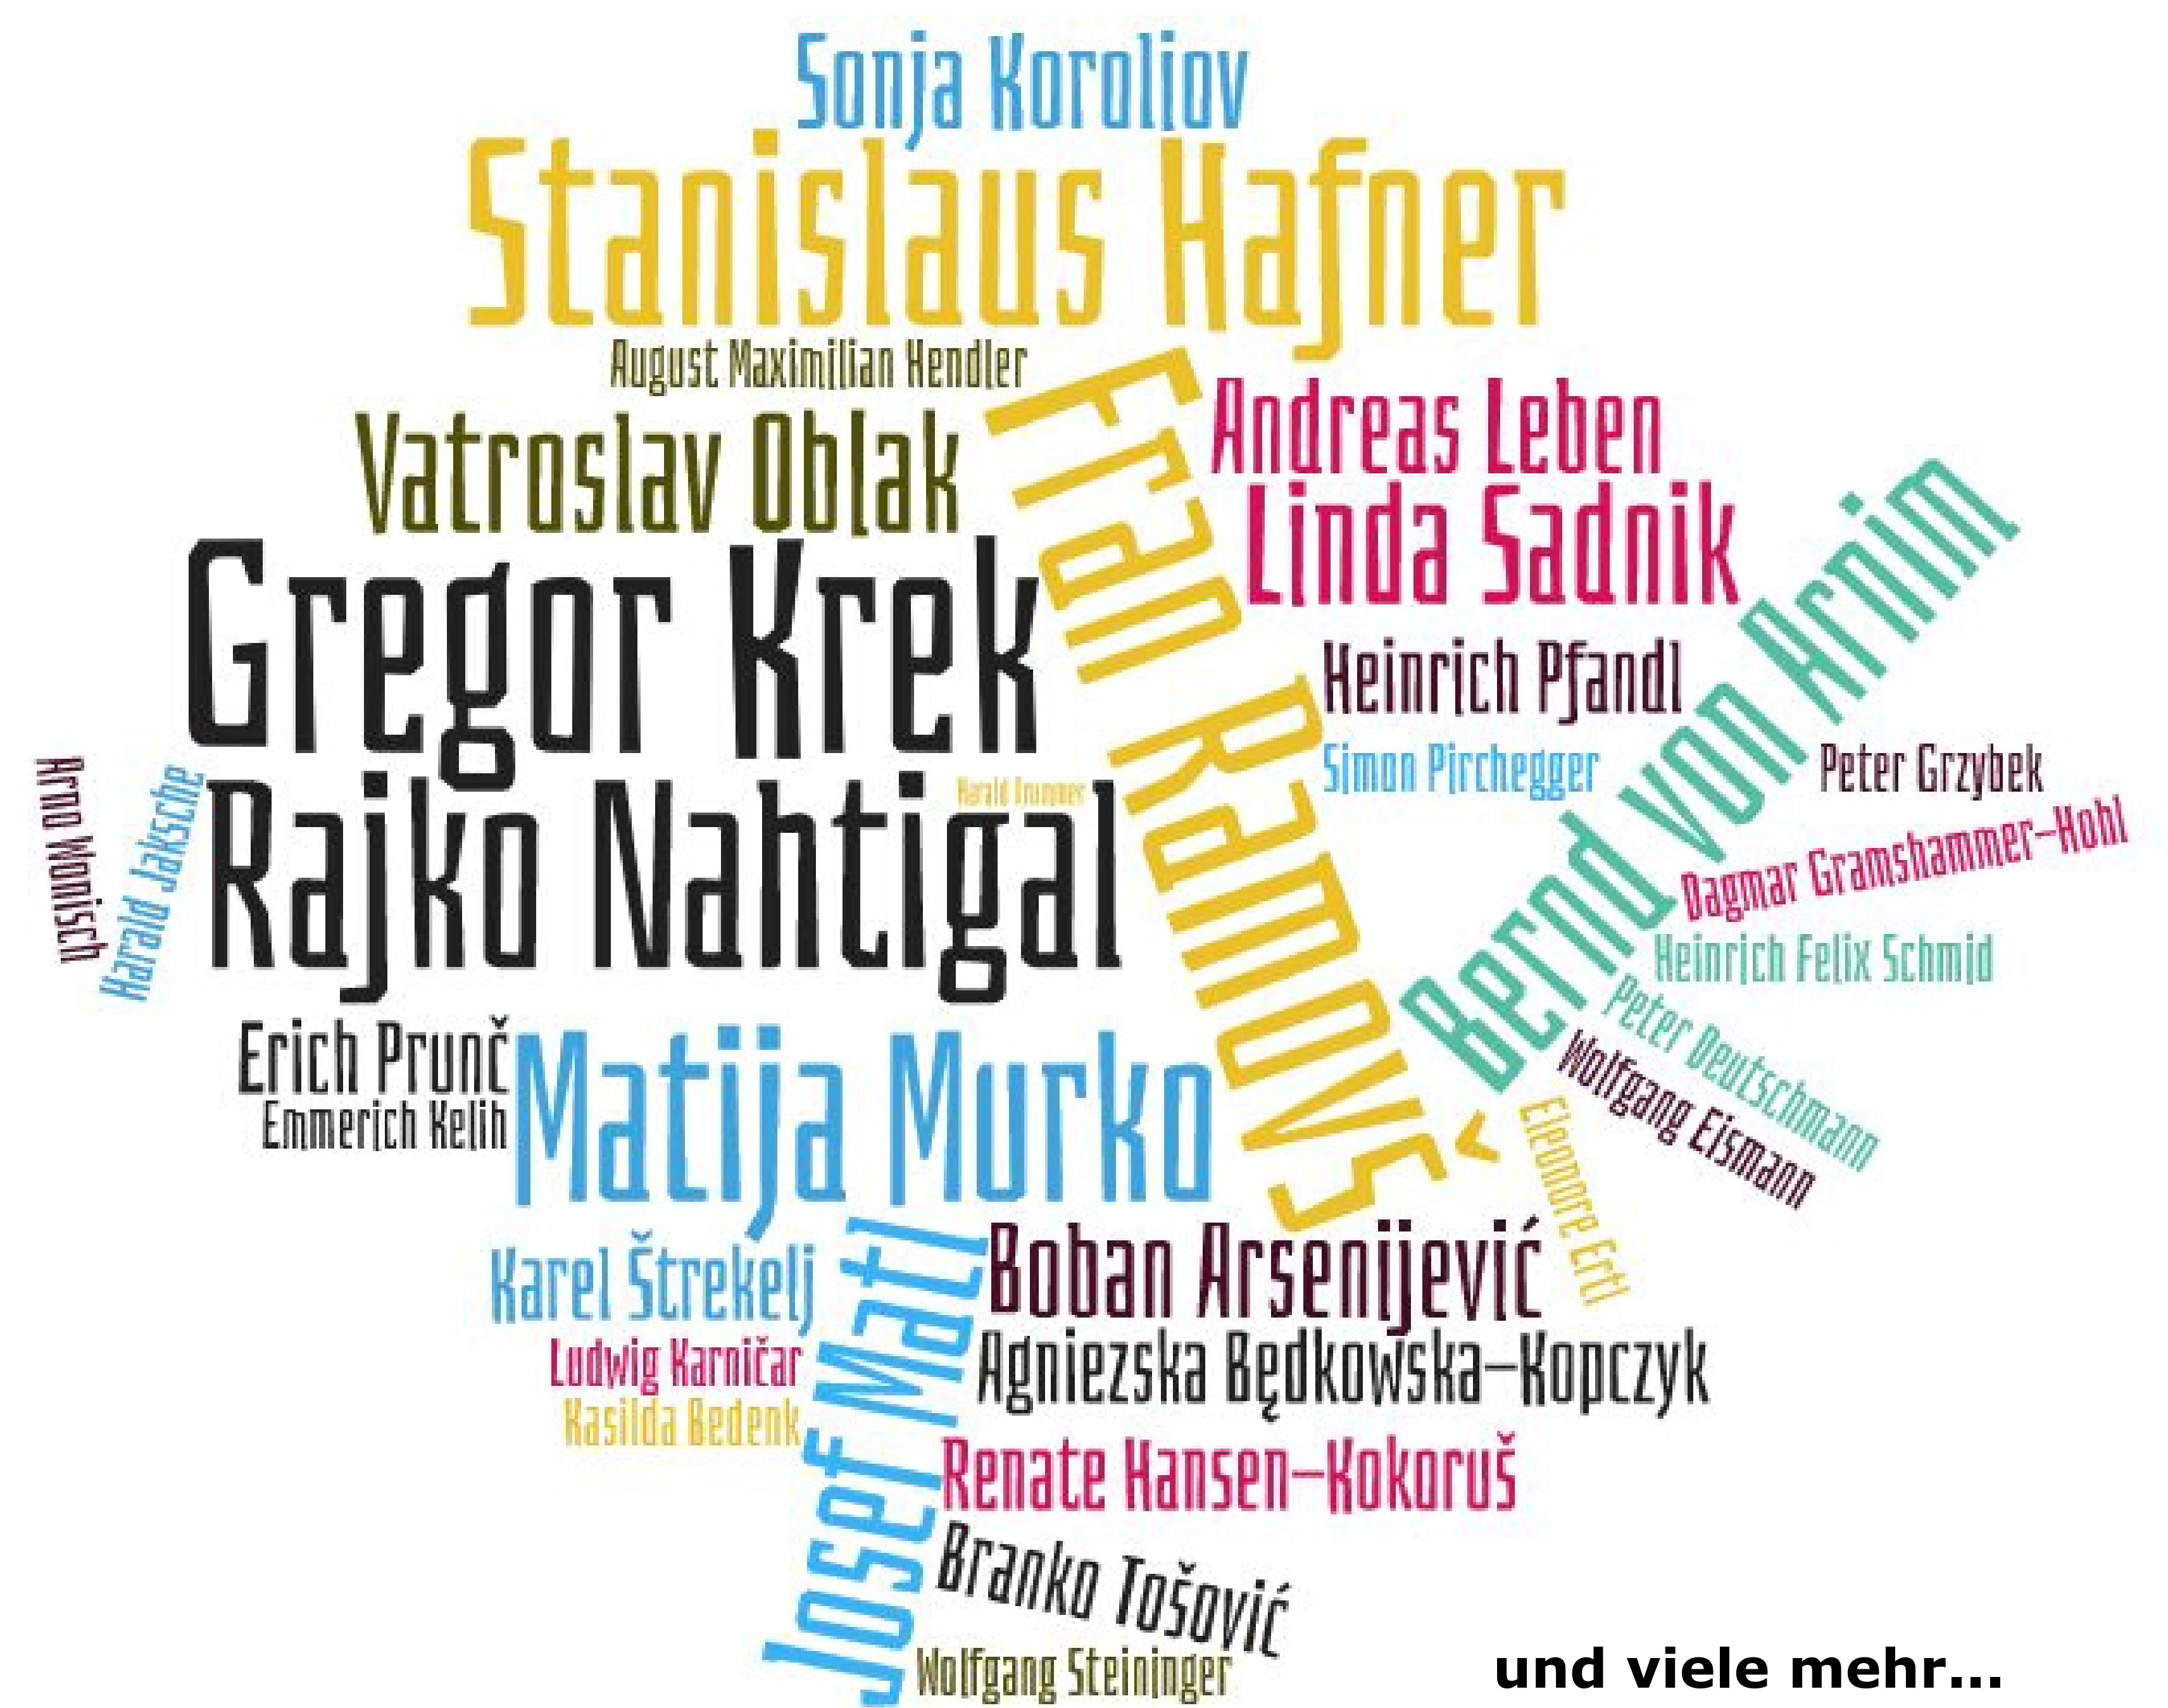 Sonja Koroliov
Stanislaus Hafner
August Maximilian Hendler
Fran Ramovš
Andreas Leben
Vatroslav Oblak
Linda Sadnik
Bernd von Arnim
Gregor Krek
Heinrich Pfandl
Simon Pirchegger
Peter Grzybek
Arno Wonisch
Harald Jaksche
Rajko Nahtigal
Harald
Dagmar Gramshammer-Hohl
Heinrich Felix Schmid
Peter Deutschmann
Wolfgang Eismann
Erich Prunč
Emmerich Kelih
Matija Murko
Eleonore Ertl
Josef Matl
Boban Arsenijević
Karel Štrekelj
Agniezska Będkowska-Kopczyk
Ludwig Karničar
Kasilda Bedenk
Renate Hansen-Kokoruš
Branko Tošović
Wolfgang Steininger
und viele mehr...